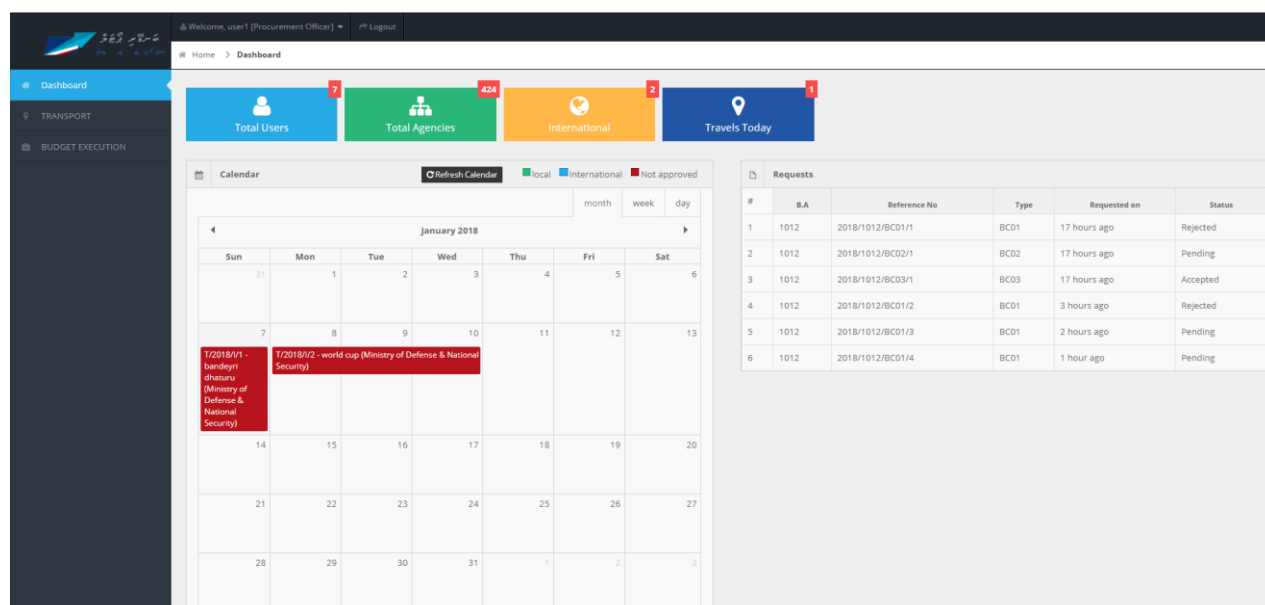 Welcome, user1 [Procurement Officer]
Logout
Home
Dashboard
Dashboard
TRANSPORT
BUDGET EXECUTION
7
Total Users
424
Total Agencies
2
International
1
Travels Today
Calendar
Refresh Calendar
local
International
Not approved
month week day
January 2018
Sun Mon Tue Wed Thu Fri Sat
31 1 2 3 4 5 6
7 8 9 10 11 12 13
T/2018/I/1 -
bandeyri
dhaturu
(Ministry of
Defense &
National
Security)
T/2018/I/2 - world cup (Ministry of Defense & National
Security)
14 15 16 17 18 19 20
21 22 23 24 25 26 27
28 29 30 31 1 2 3
Requests
# B.A Reference No Type Requested on Status
1 1012 2018/1012/BC01/1 BC01 17 hours ago Rejected
2 1012 2018/1012/BC02/1 BC02 17 hours ago Pending
3 1012 2018/1012/BC03/1 BC03 17 hours ago Accepted
4 1012 2018/1012/BC01/2 BC01 3 hours ago Rejected
5 1012 2018/1012/BC01/3 BC01 2 hours ago Pending
6 1012 2018/1012/BC01/4 BC01 1 hour ago Pending